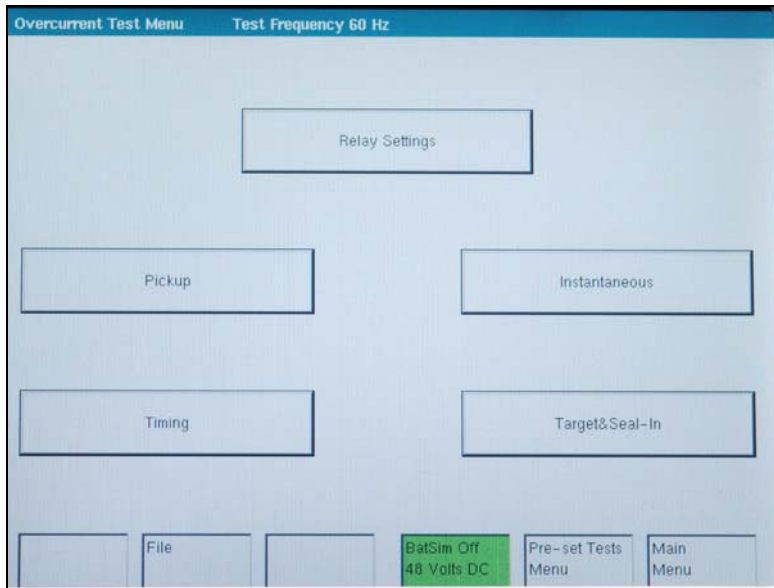 Overcurrent Test Menu Test Frequency 60 Hz
Relay Settings
Pickup
Instantaneous
Timing
Target&Seal-In
File
BatSim Off
48 Volts DC
Pre-set Tests
Menu
Main
Menu